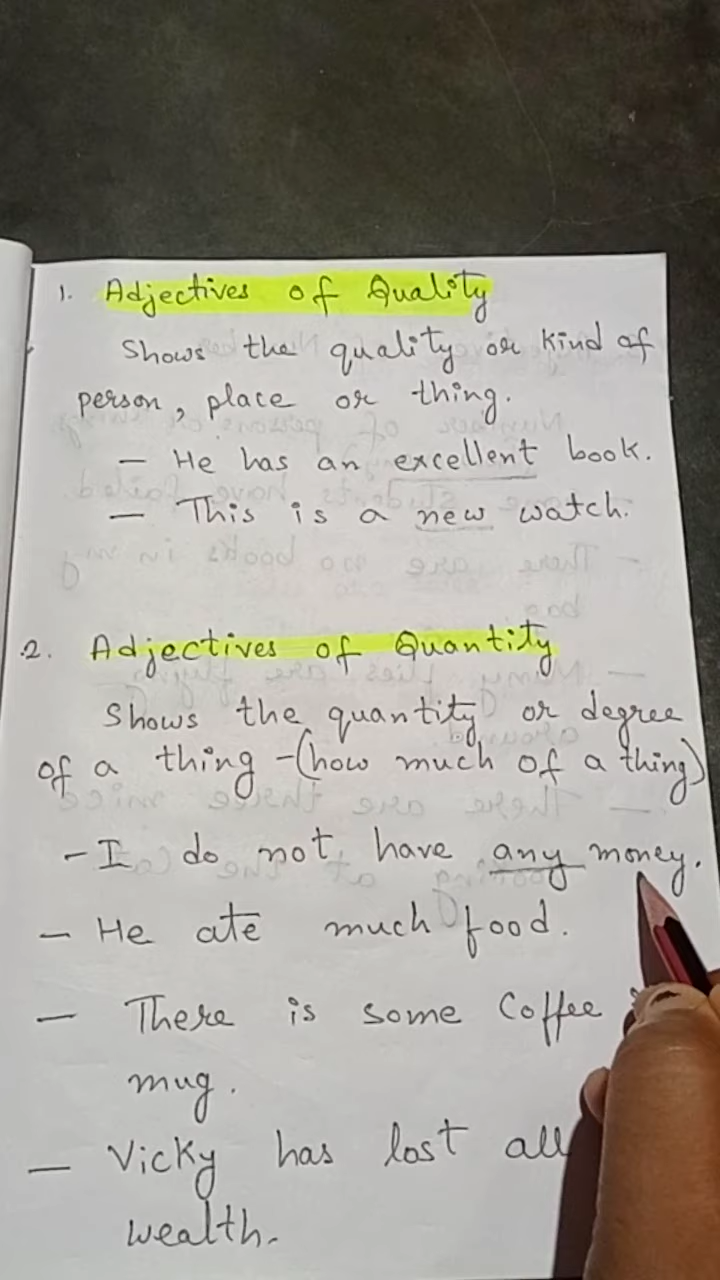 1. Adjectives of Quality
Shows the quality or kind of
person, place or thing.
- He has an excellent book.
- This is a new watch.
2. Adjectives of Quantity
Shows the quantity or degree
of a thing - (how much of a thing)
- I do not have any money.
- He ate much food.
- There is some Coffee
mug.
- Vicky has lost all
wealth.